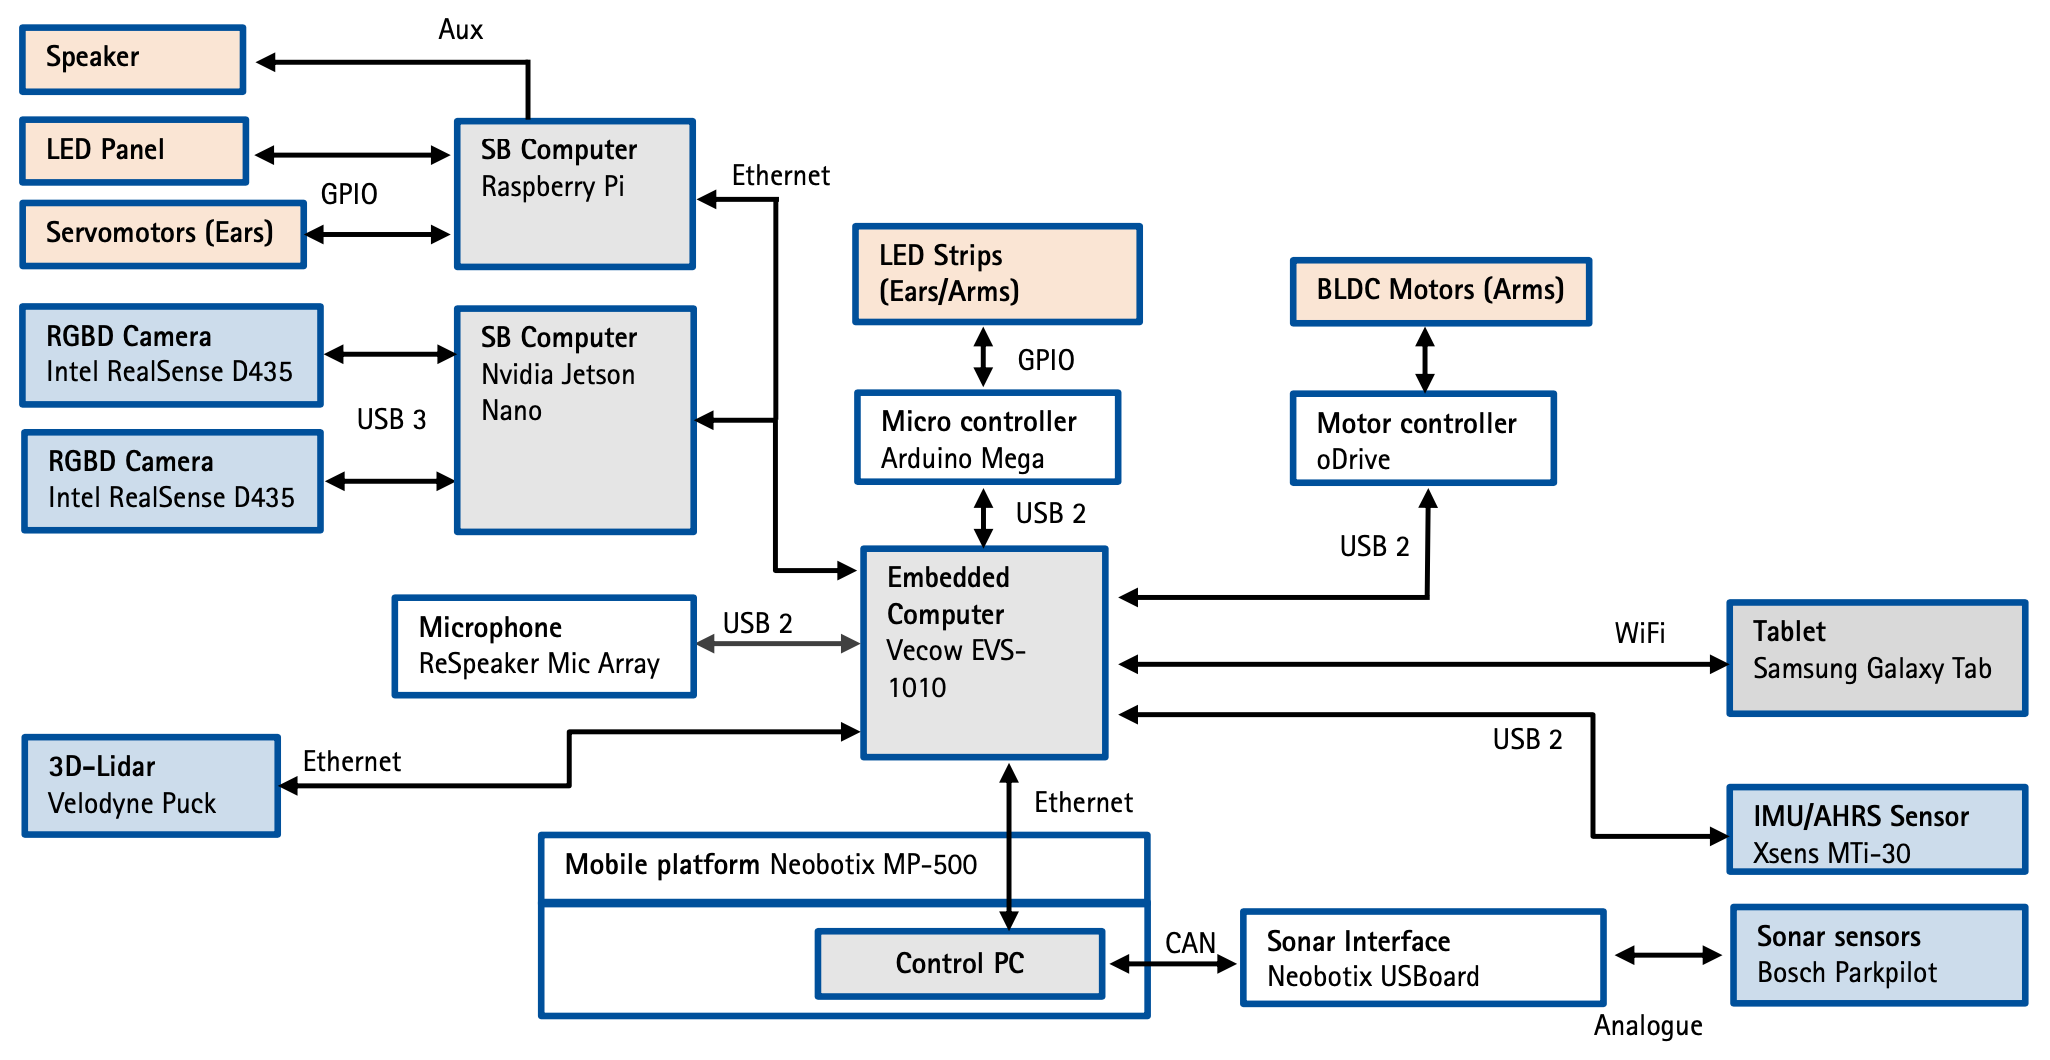 Aux
Speaker
LED Panel
SB Computer
Raspberry Pi
Ethernet
GPIO
Servomotors (Ears)
LED Strips
(Ears/Arms)
BLDC Motors (Arms)
RGBD Camera
Intel RealSense D435
SB Computer
Nvidia Jetson
Nano
GPIO
USB 3
Micro controller
Arduino Mega
Motor controller
oDrive
RGBD Camera
Intel RealSense D435
USB 2
USB 2
Embedded
Computer
Vecow EVS-
1010
Microphone
ReSpeaker Mic Array
USB 2
WiFi
Tablet
Samsung Galaxy Tab
USB 2
3D-Lidar
Velodyne Puck
Ethernet
Ethernet
IMU/AHRS Sensor
Xsens MTi-30
Mobile platform Neobotix MP-500
Control PC
CAN
Sonar Interface
Neobotix USBoard
Sonar sensors
Bosch Parkpilot
Analogue